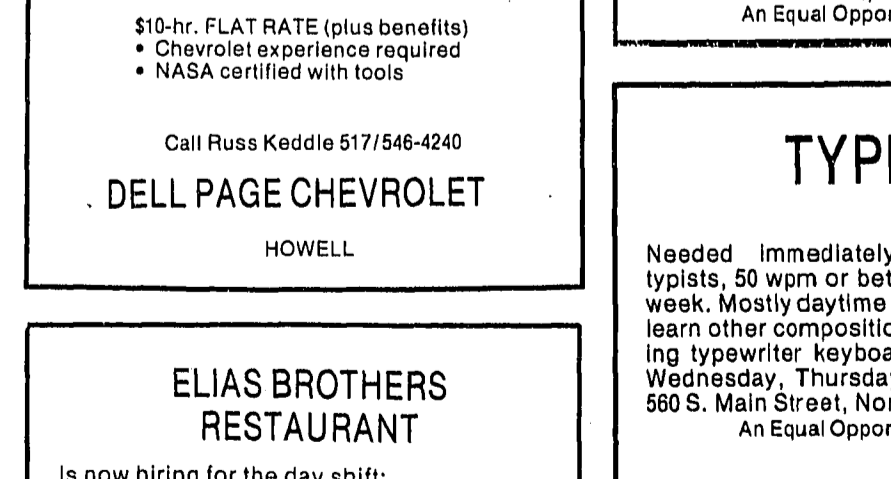 $10-hr. FLAT RATE (plus benefits)
• Chevrolet experience required
• NASA certified with tools
Call Russ Keddle 517/546-4240
DELL PAGE CHEVROLET
HOWELL
ELIAS BROTHERS
RESTAURANT
Is now hiring for the day shift:
An Equal Oppor
TYP
Needed immediately
typists, 50 wpm or bet
week. Mostly daytime
learn other compositio
ing typewriter keyboa
Wednesday, Thursda
560 S. Main Street, Nor
An Equal Oppor